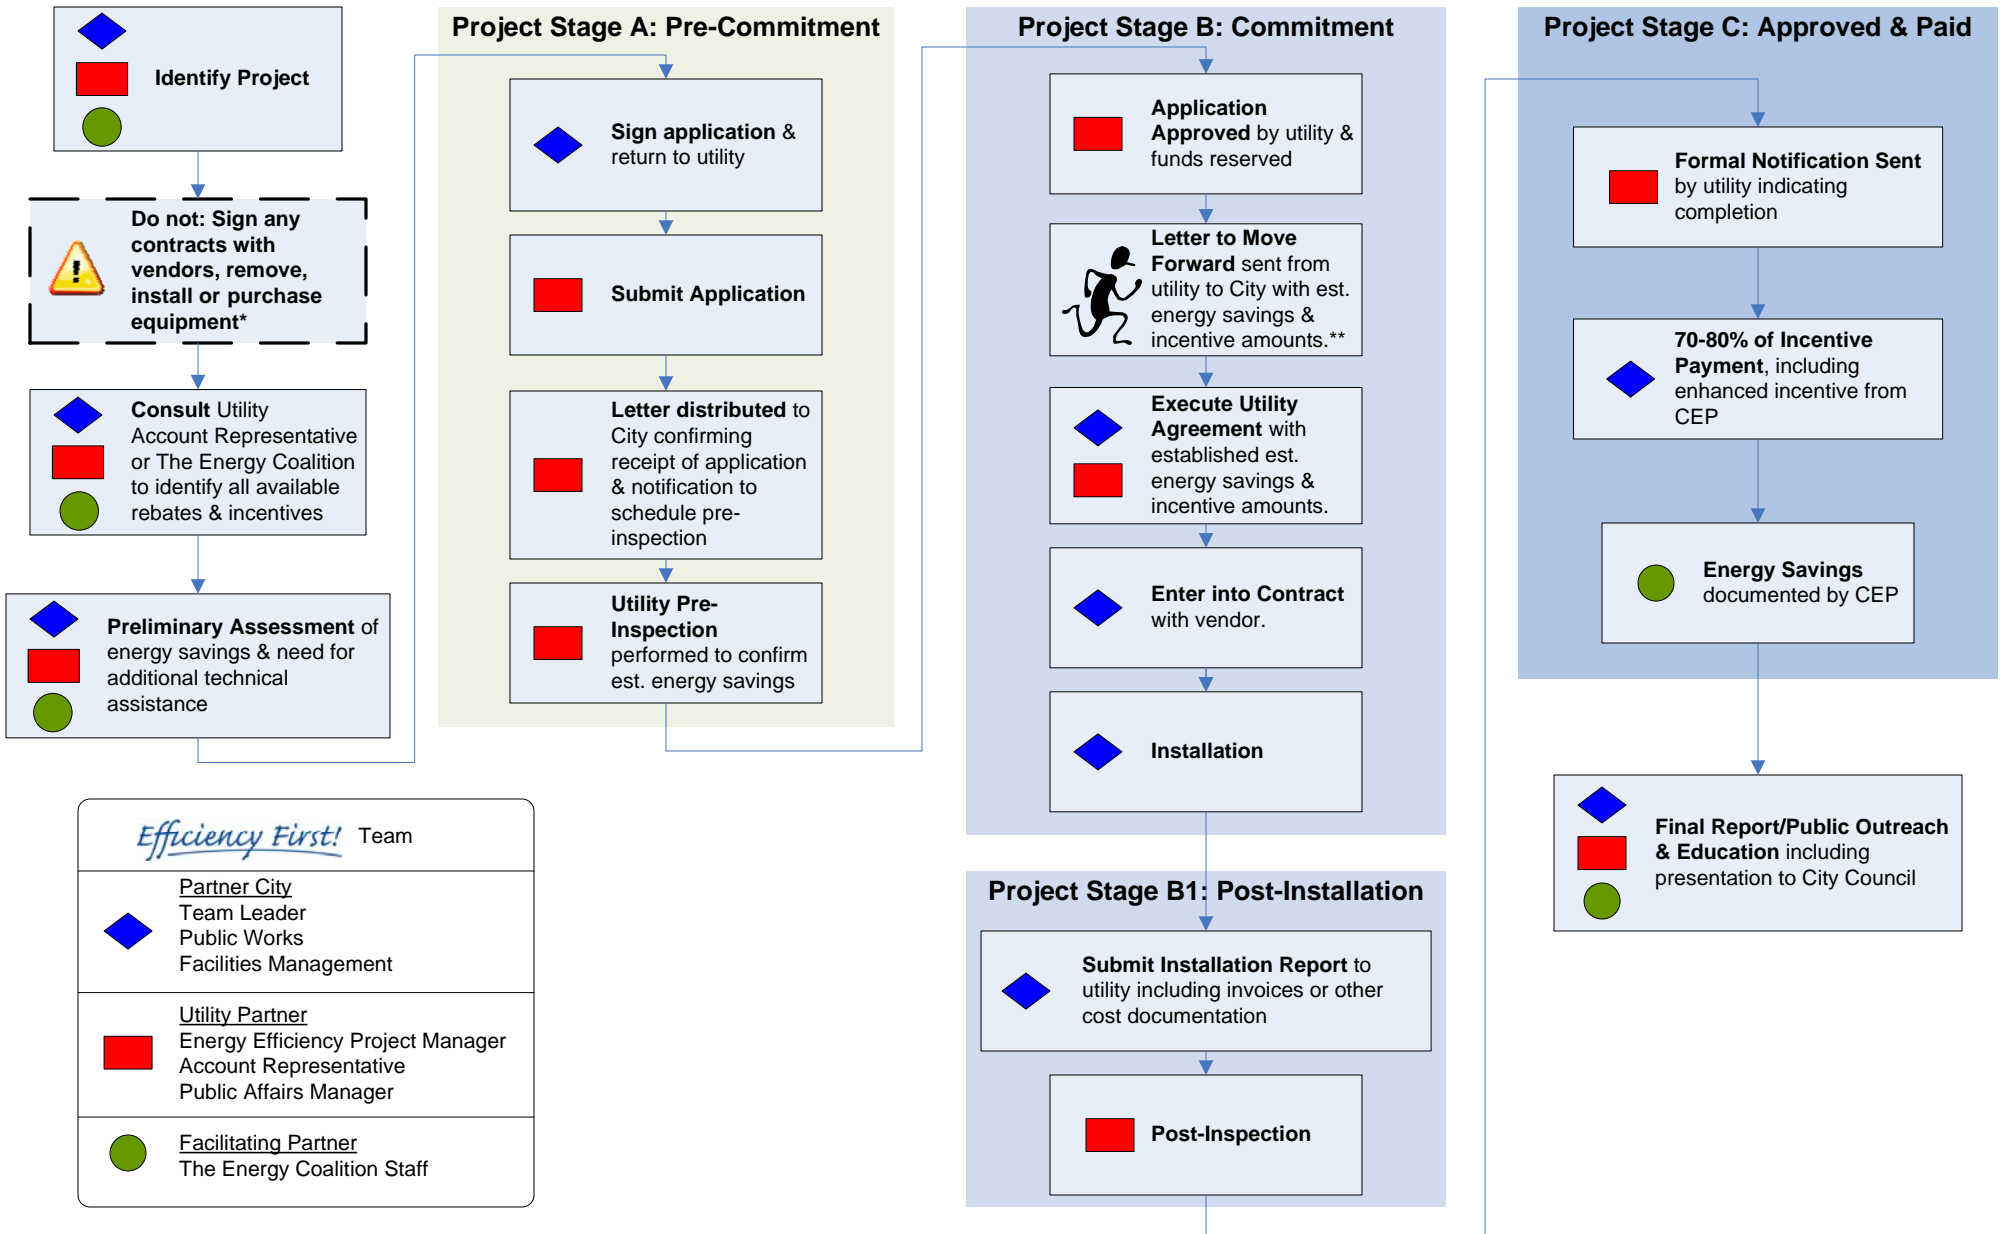 Identify Project
Do not: Sign any
contracts with
vendors, remove,
install or purchase
equipment*
Consult Utility
Account Representative
or The Energy Coalition
to identify all available
rebates & incentives
Preliminary Assessment of
energy savings & need for
additional technical
assistance
Efficiency First! Team
Partner City
Team Leader
Public Works
Facilities Management
Utility Partner
Energy Efficiency Project Manager
Account Representative
Public Affairs Manager
Facilitating Partner
The Energy Coalition Staff
Project Stage A: Pre-Commitment
Sign application &
return to utility
Submit Application
Letter distributed to
City confirming
receipt of application
& notification to
schedule pre-
inspection
Utility Pre-
Inspection
performed to confirm
est. energy savings
Project Stage B: Commitment
Application
Approved by utility &
funds reserved
Letter to Move
Forward sent from
utility to City with est.
energy savings &
incentive amounts.**
Execute Utility
Agreement with
established est.
energy savings &
incentive amounts.
Enter into Contract
with vendor.
Installation
Project Stage B1: Post-Installation
Submit Installation Report to
utility including invoices or other
cost documentation
Post-Inspection
Project Stage C: Approved & Paid
Formal Notification Sent
by utility indicating
completion
70-80% of Incentive
Payment, including
enhanced incentive from
CEP
Energy Savings
documented by CEP
Final Report/Public Outreach
& Education including
presentation to City Council